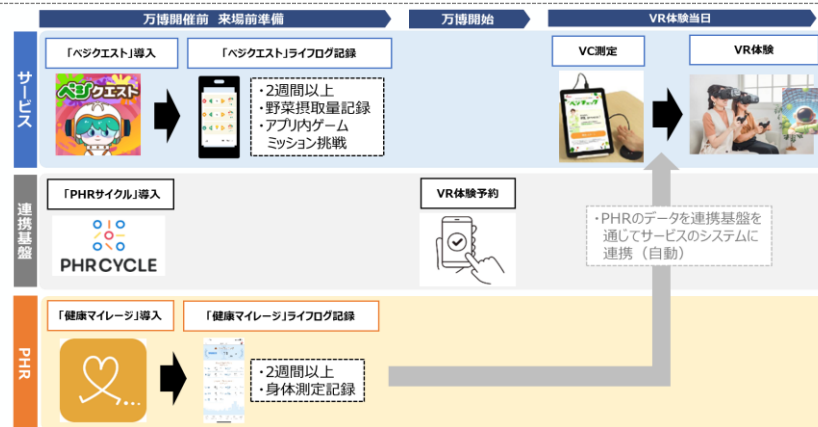 万博開催前 来場前準備
万博開始
VR体験当日
サービス
「ベジクエスト」導入
「ベジクエスト」ライフログ記録
VC測定
VR体験
ベジクエスト
・2週間以上
・野菜摂取量記録
・アプリ内ゲーム
ミッション挑戦
ベジチェック
連携基盤
「PHRサイクル」導入
VR体験予約
PHRCYCLE
・PHRのデータを連携基盤を
通じてサービスのシステムに
連携（自動）
PHR
「健康マイレージ」導入
「健康マイレージ」ライフログ記録
・2週間以上
・身体測定記録